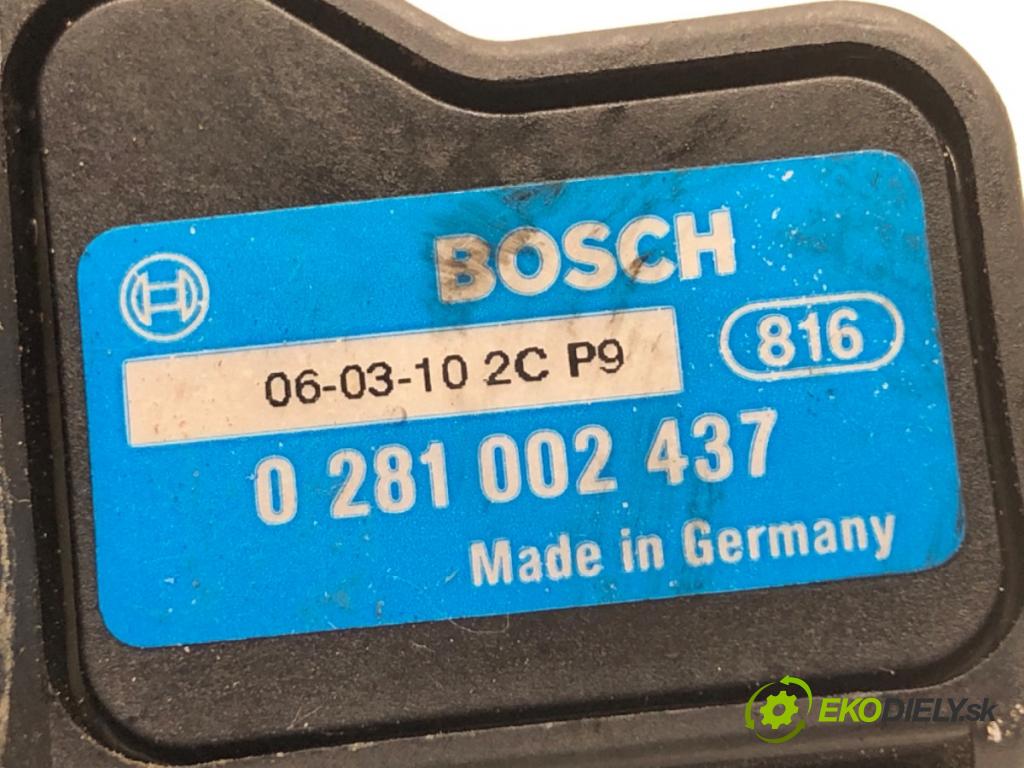 BOSCH
06-03-10 2C P9
816
0 281 002 437
Made in Germany
EKODIELY.sk